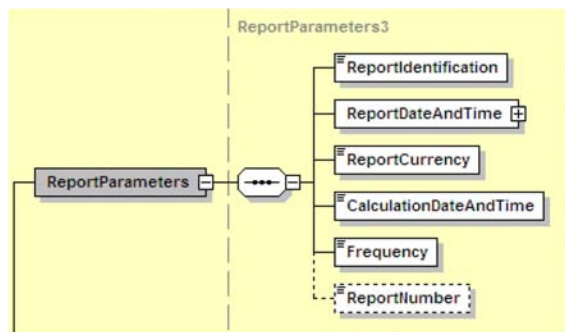 ReportParameters3
ReportIdentification
ReportDateAndTime
ReportCurrency
ReportParameters
CalculationDateAndTime
Frequency
ReportNumber